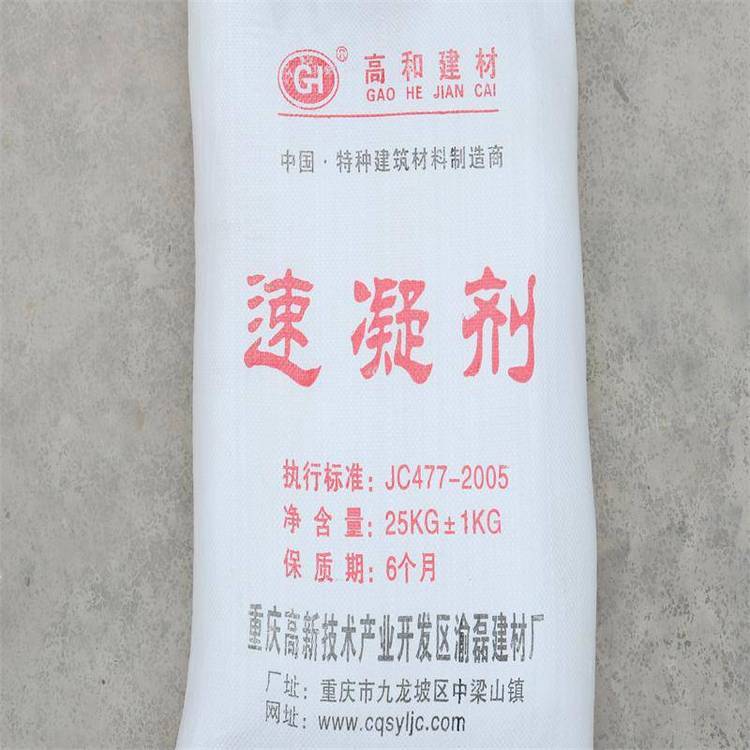 GH ® 高和建材
GAO HE JIAN CAI
中国·特种建筑材料制造商
速凝剂
执行标准: JC477-2005
净含量: 25KG±1KG
保质期: 6个月
重庆高新技术产业开发区渝磊建材厂
厂址: 重庆市九龙坡区中梁山镇
网址: www.cqsyljc.com